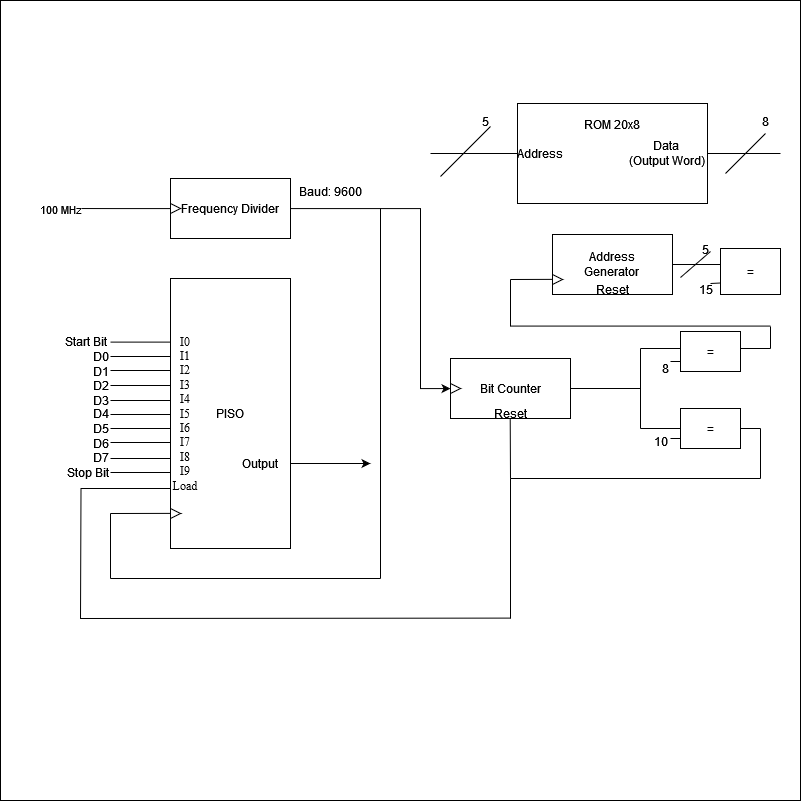 5
ROM 20x8
8
Address
Data
(Output Word)
100 MHz
Frequency Divider
Baud: 9600
Address
Generator
Reset
5
15
=
Start Bit
D0
D1
D2
D3
D4
D5
D6
D7
Stop Bit
I0
I1
I2
I3
I4
I5
I6
I7
I8
I9
Load
PISO
Output
Bit Counter
Reset
8
=
10
=